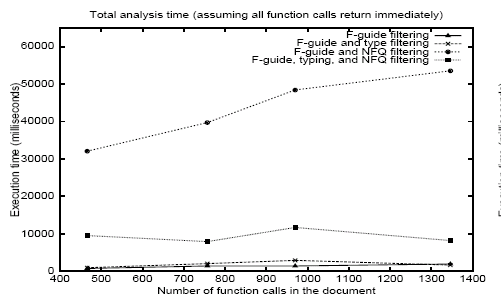 Total analysis time (assuming all function calls return immediately)
F-guide filtering
F-guide and type filtering
F-guide and NFQ filtering
F-guide, typing, and NFQ filtering
Execution time (milliseconds)
60000
50000
40000
30000
20000
10000
0
400 500 600 700 800 900 1000 1100 1200 1300 1400
Number of function calls in the document